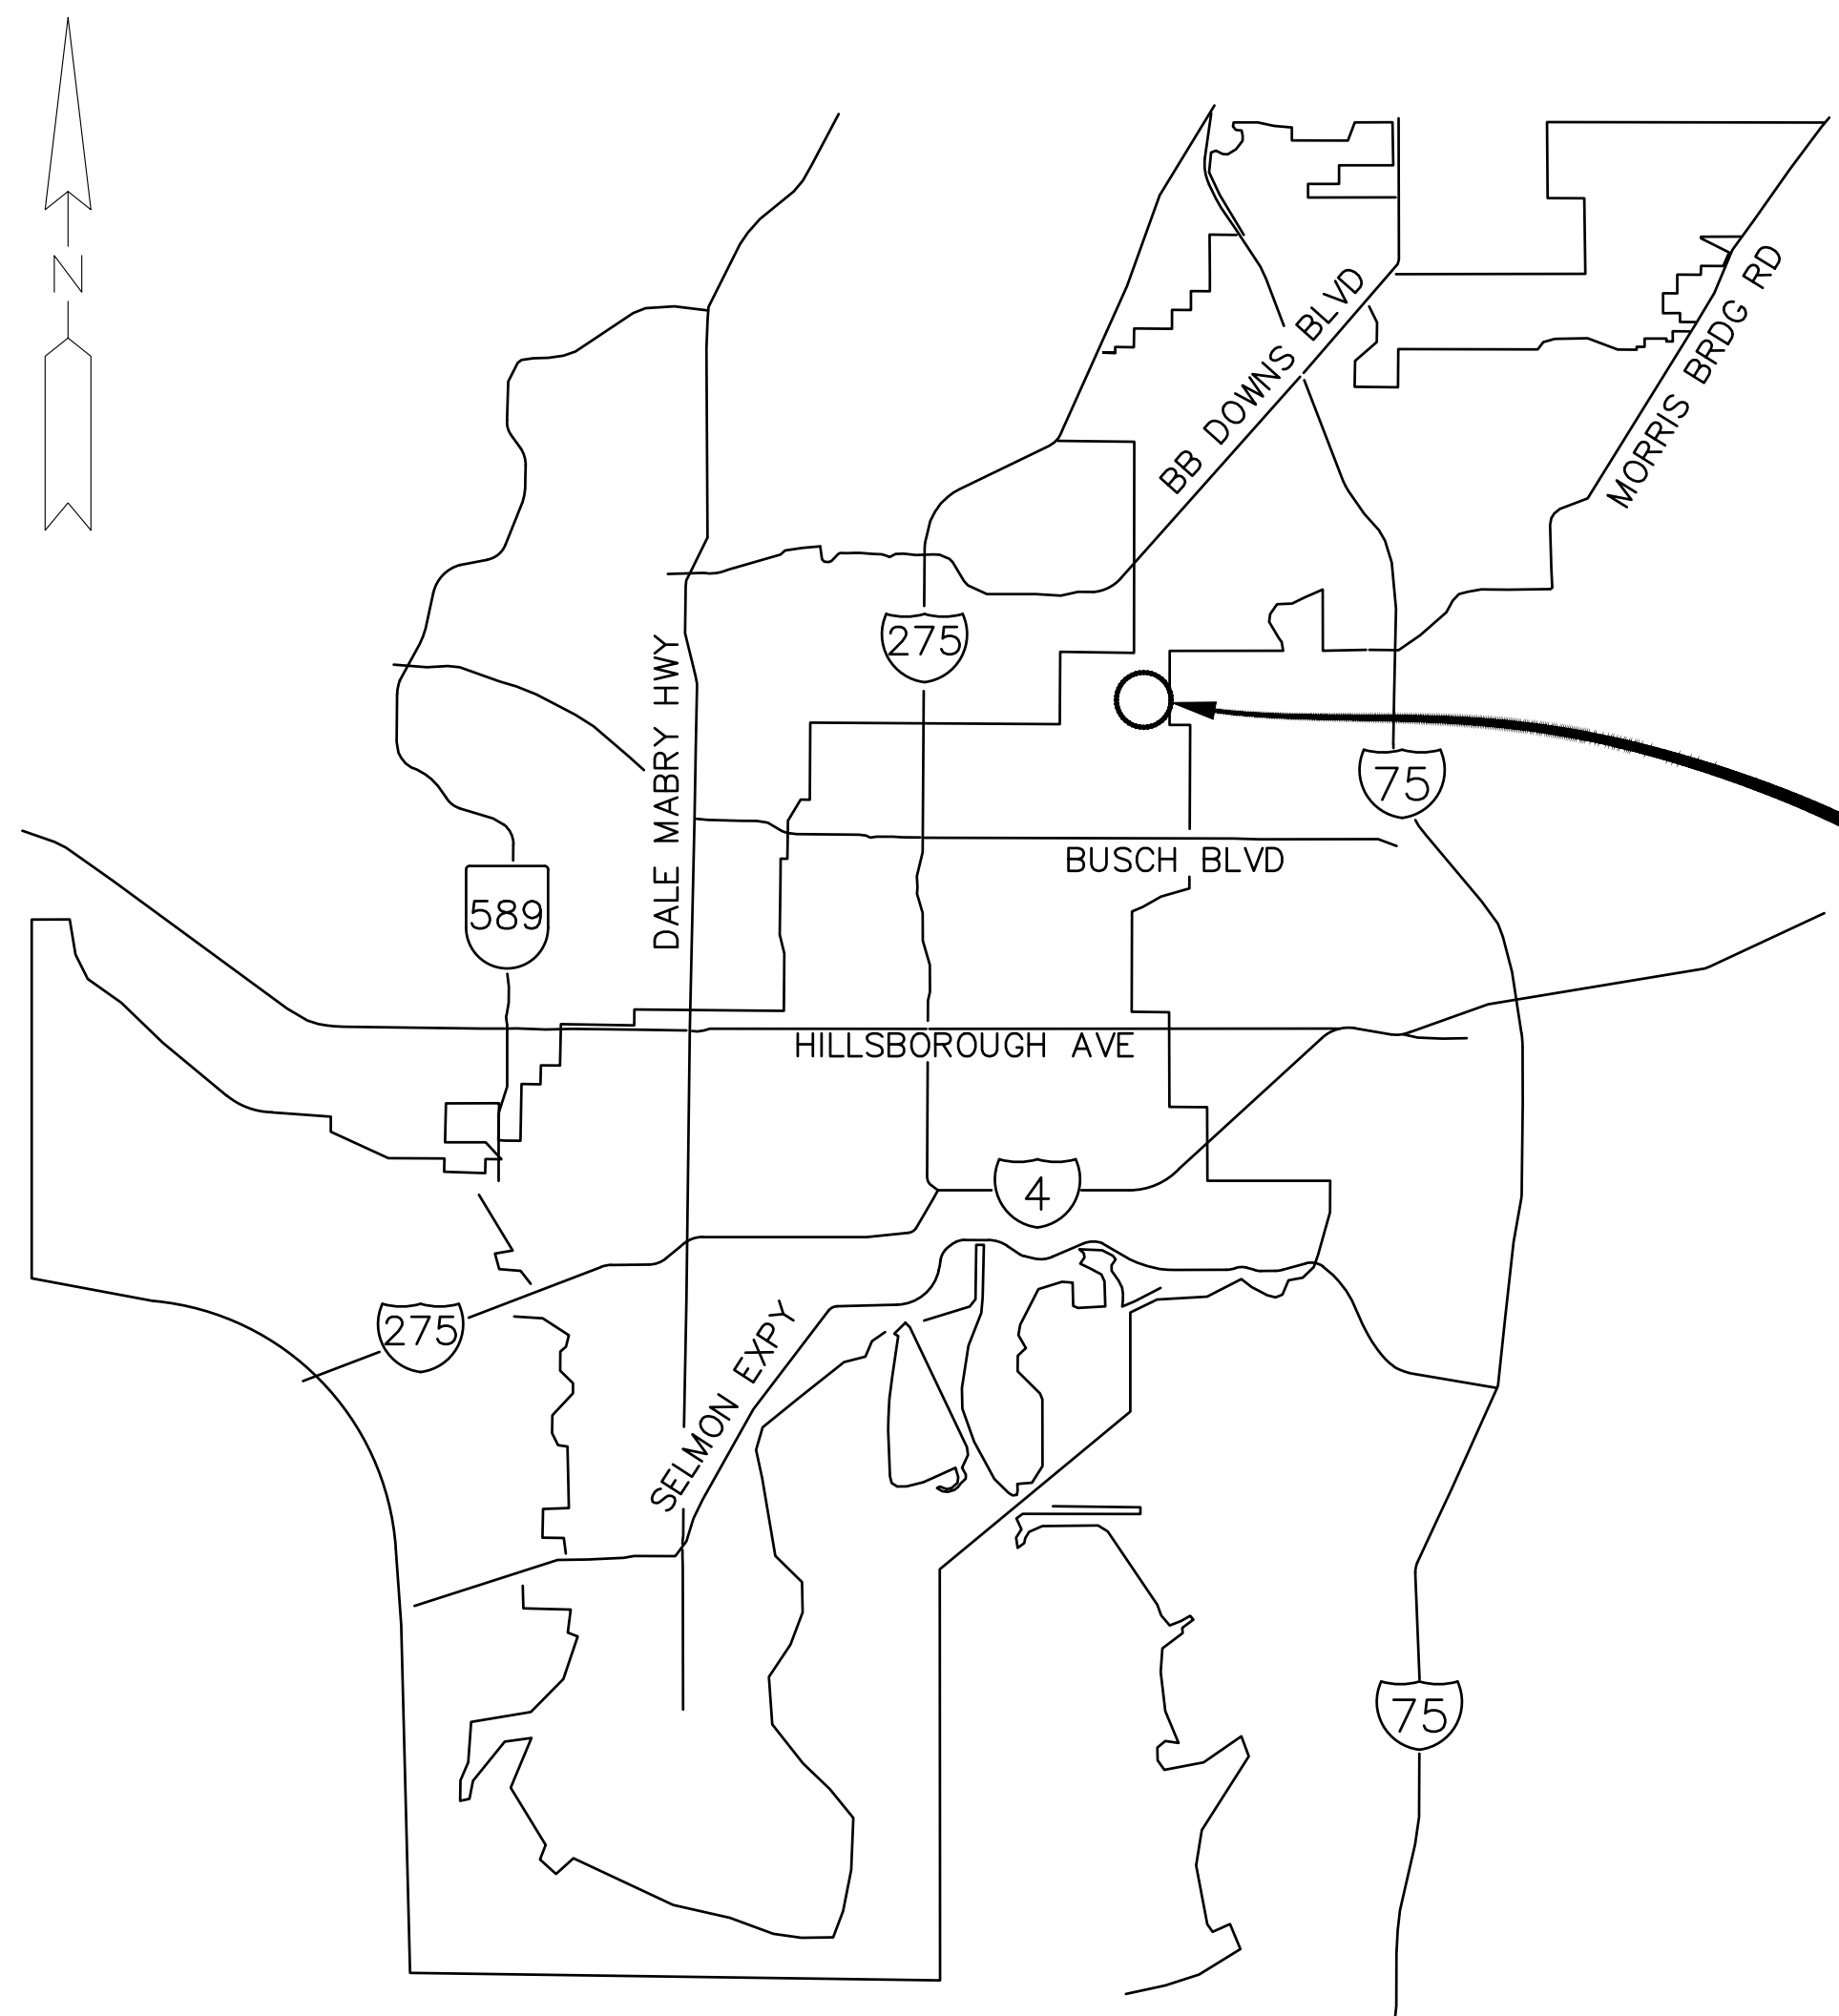 N
BB DOWNS BLVD
MORRIS BRDG RD
275
DALE MABRY HWY
75
BUSCH BLVD
589
HILLSBOROUGH AVE
4
275
SELMON EXPY
75